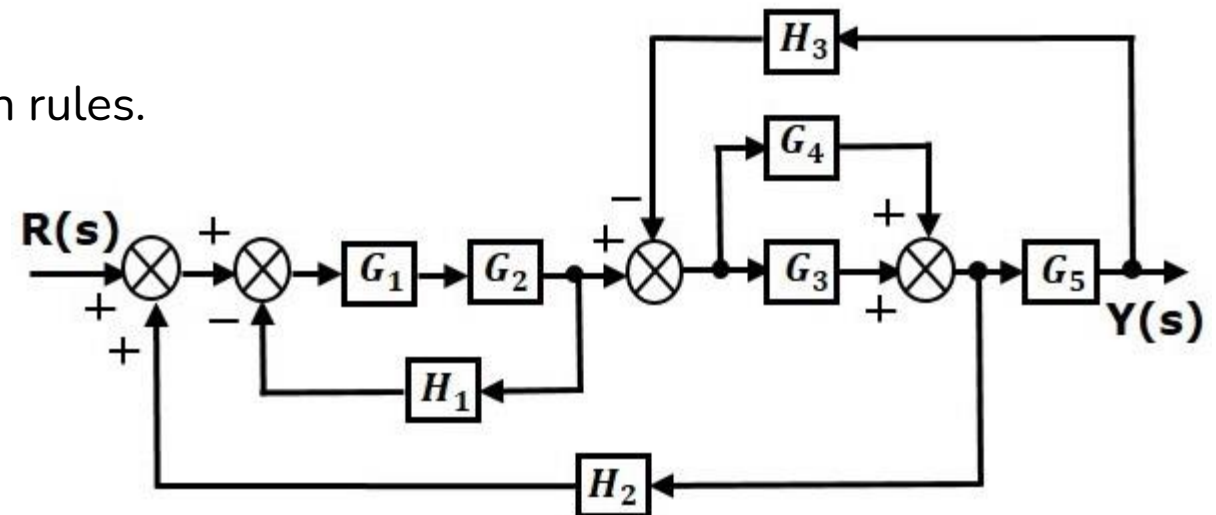 H₃
n rules.
G₄
R(s) + − +
+ G₁ G₂ G₃ G₅
+ − + Y(s)
+ H₁
H₂